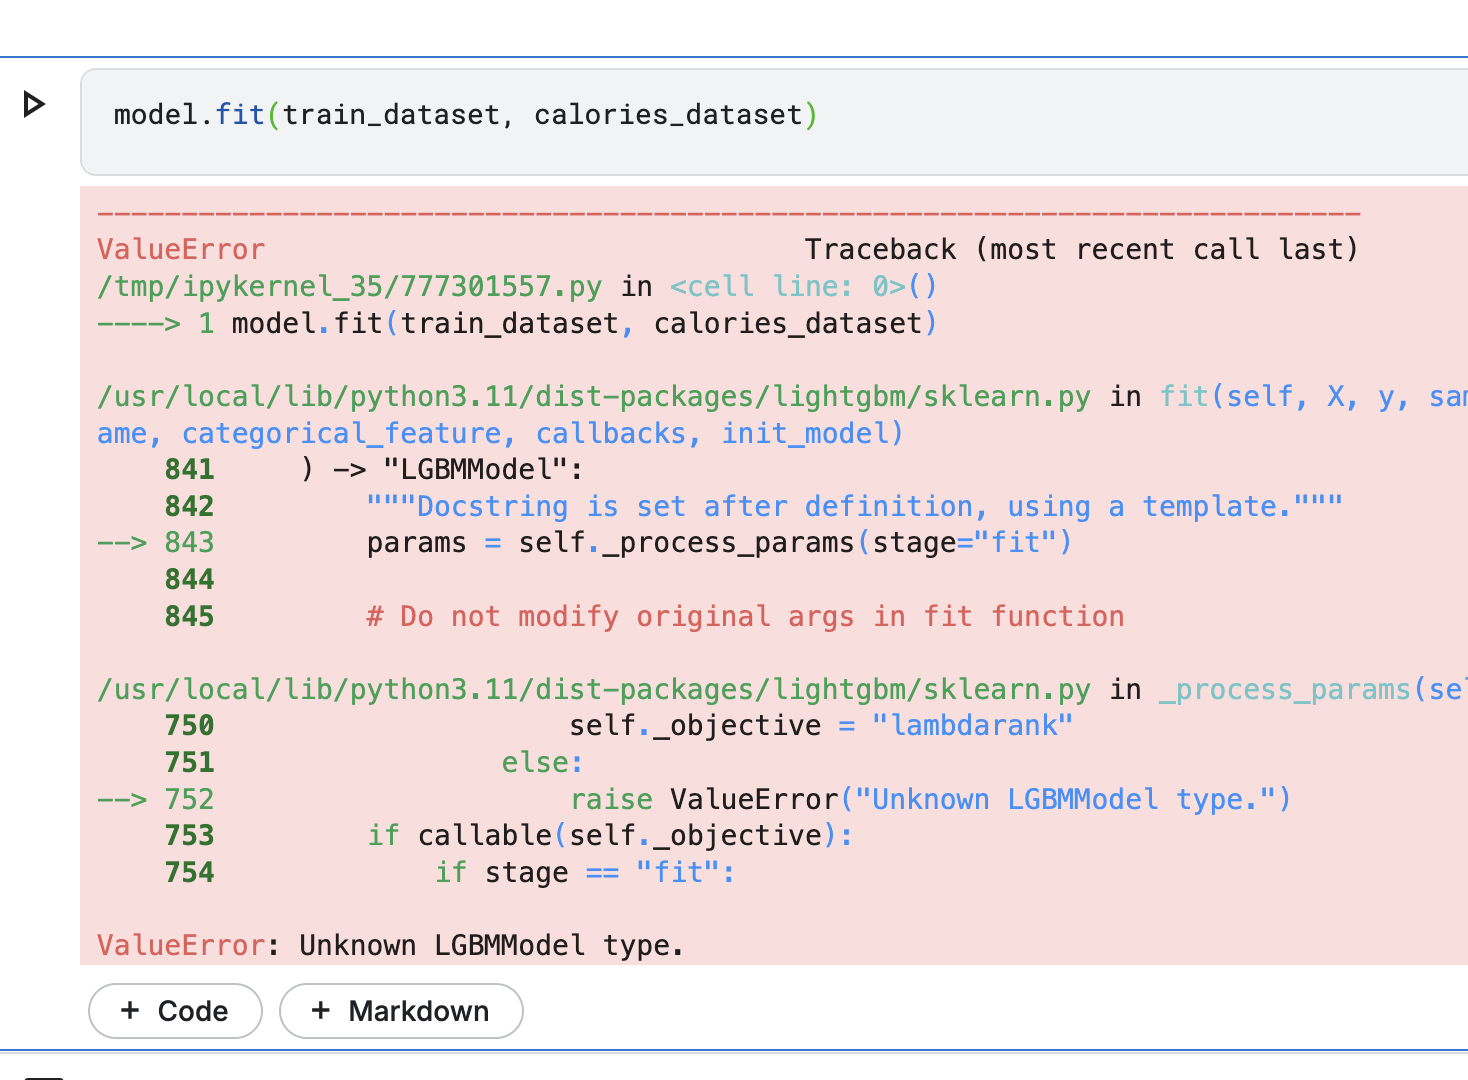 model.fit(train_dataset, calories_dataset)
---------------------------------------------------------------------------
ValueError                                Traceback (most recent call last)
/tmp/ipykernel_35/777301557.py in <cell line: 0>()
----> 1 model.fit(train_dataset, calories_dataset)
/usr/local/lib/python3.11/dist-packages/lightgbm/sklearn.py in fit(self, X, y,
ame, categorical_feature, callbacks, init_model)
    841     ) -> "LGBMModel":
    842         """Docstring is set after definition, using a template."""
--> 843         params = self._process_params(stage="fit")
    844
    845         # Do not modify original args in fit function
/usr/local/lib/python3.11/dist-packages/lightgbm/sklearn.py in _process_params(
    750                     self._objective = "lambdarank"
    751                 else:
--> 752                     raise ValueError("Unknown LGBMModel type.")
    753         if callable(self._objective):
    754             if stage == "fit":
ValueError: Unknown LGBMModel type.
+ Code
+ Markdown